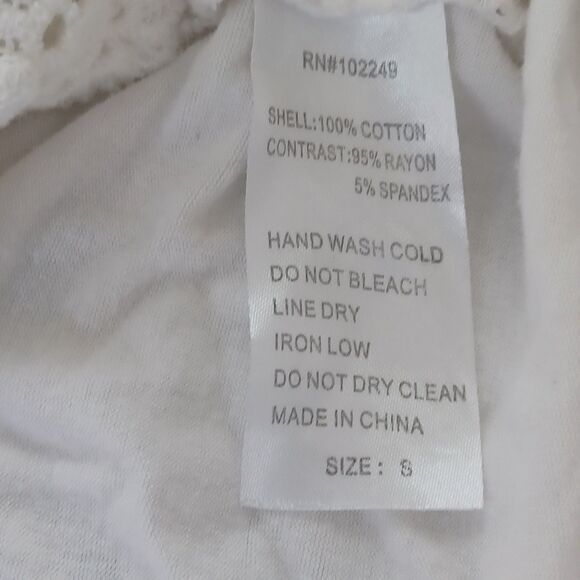 RN#102249
SHELL:100% COTTON
CONTRAST:95% RAYON
5% SPANDEX
HAND WASH COLD
DO NOT BLEACH
LINE DRY
IRON LOW
DO NOT DRY CLEAN
MADE IN CHINA
SIZE: S